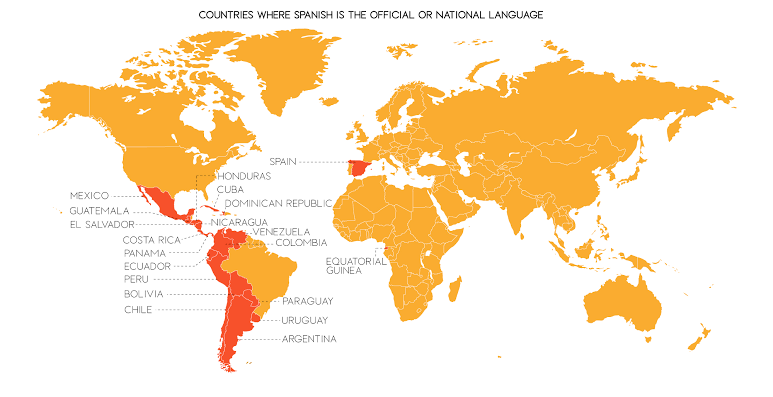 COUNTRIES WHERE SPANISH IS THE OFFICIAL OR NATIONAL LANGUAGE
SPAIN
HONDURAS
CUBA
MEXICO
DOMINICAN REPUBLIC
GUATEMALA
NICARAGUA
EL SALVADOR
VENEZUELA
COSTA RICA
COLOMBIA
PANAMA
EQUATORIAL
GUINEA
ECUADOR
PERU
BOLIVIA
PARAGUAY
CHILE
URUGUAY
ARGENTINA